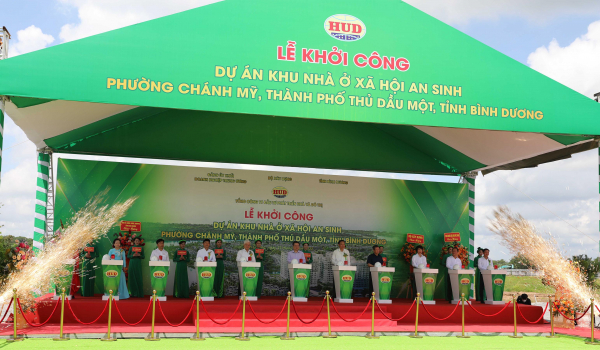 HUD
LỄ KHỞI CÔNG
DỰ ÁN KHU NHÀ Ở XÃ HỘI AN SINH
PHƯỜNG CHÁNH MỸ, THÀNH PHỐ THỦ DẦU MỘT, TỈNH BÌNH DƯƠNG
HUD
LỄ KHỞI CÔNG
DỰ ÁN KHU NHÀ Ở XÃ HỘI AN SINH
PHƯỜNG CHÁNH MỸ, THÀNH PHỐ THỦ DẦU MỘT, TỈNH BÌNH DƯƠNG